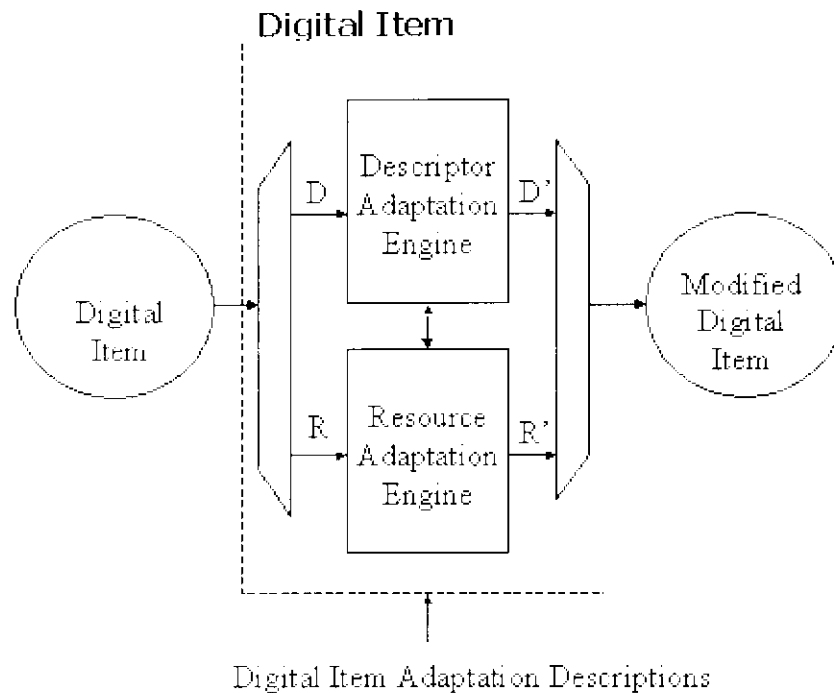 Digital Item
Descriptor
Adaptation
Engine
D
D'
Digital
Item
Modified
Digital
Item
R
Resource
Adaptation
Engine
R'
Digital Item Adaptation Descriptions